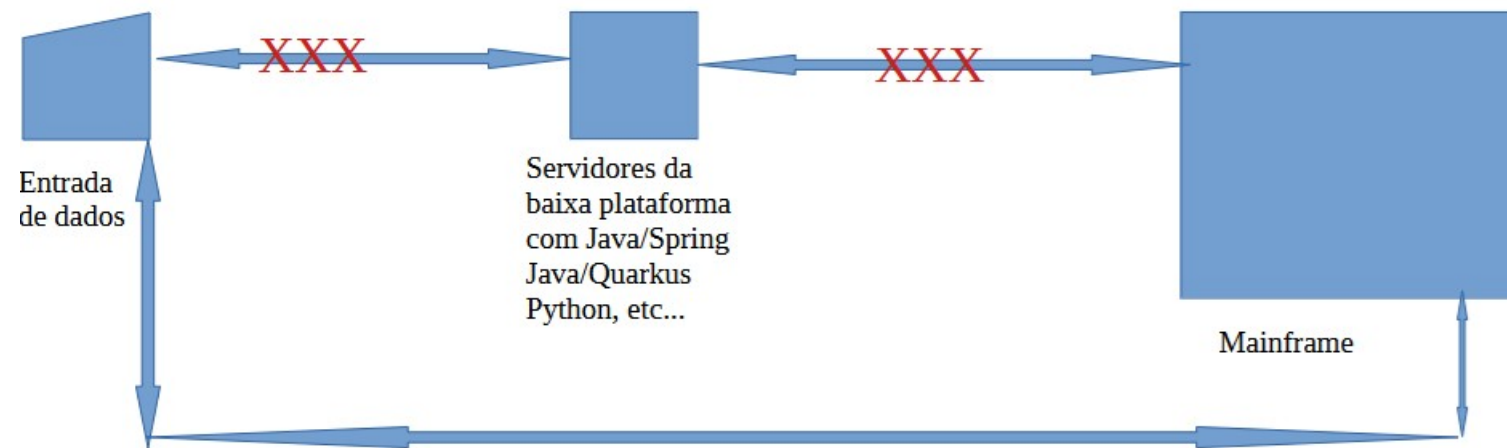 XXX
XXX
Entrada
de dados
Servidores da
baixa plataforma
com Java/Spring
Java/Quarkus
Python, etc...
Mainframe